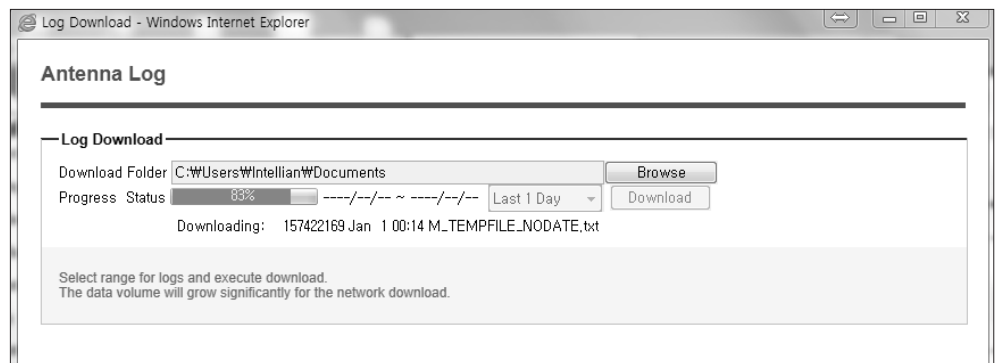 Log Download - Windows Internet Explorer
Antenna Log
Log Download
Download Folder C:₩Users₩Intellian₩Documents Browse
Progress Status 83% ----/--/-- ~ ----/--/-- Last 1 Day Download
Downloading: 157422169 Jan 1 00:14 M_TEMPFILE_NODATE.txt
Select range for logs and execute download.
The data volume will grow significantly for the network download.